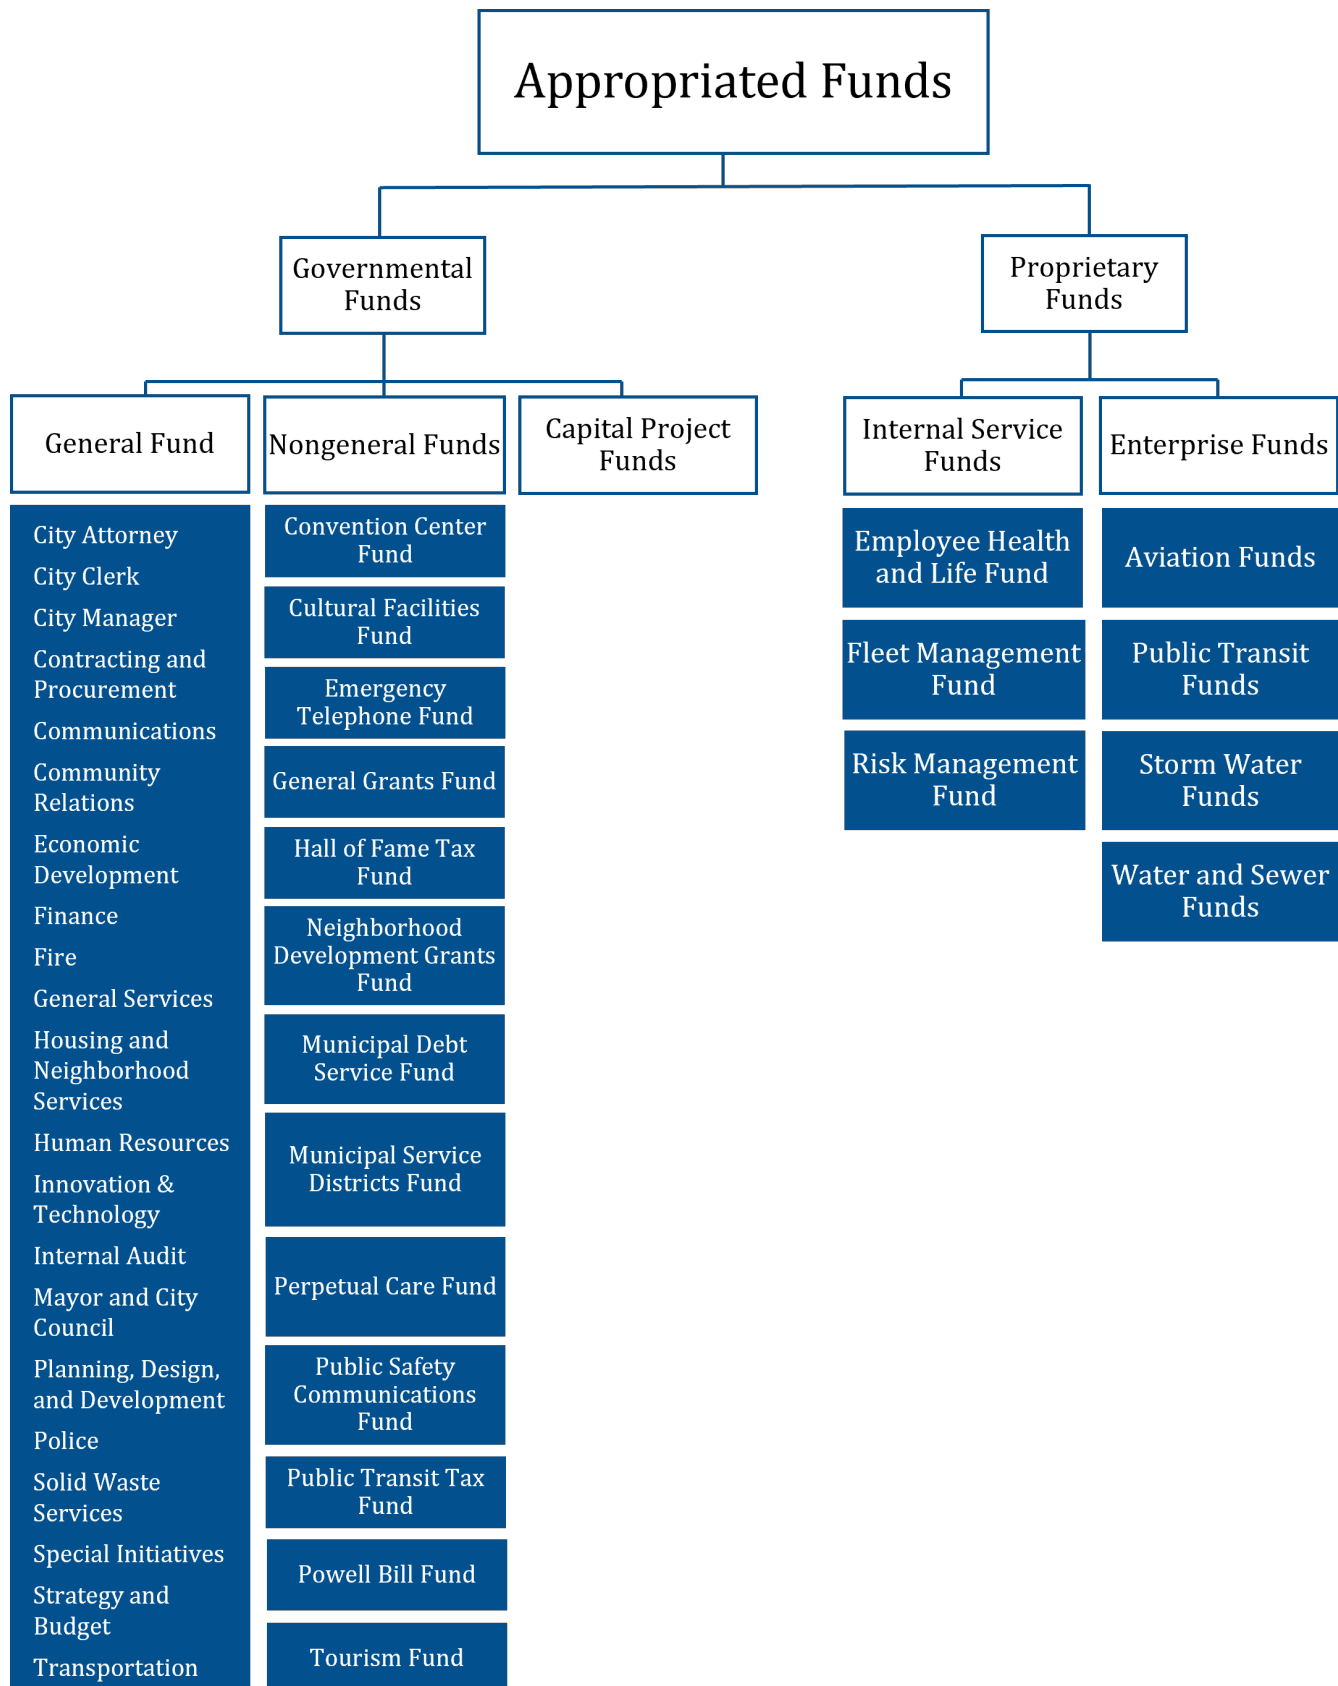 Appropriated Funds
Governmental
Funds
Proprietary
Funds
General Fund
Nongeneral Funds
Capital Project
Funds
Internal Service
Funds
Enterprise Funds
City Attorney
City Clerk
City Manager
Contracting and
Procurement
Communications
Community
Relations
Economic
Development
Finance
Fire
General Services
Housing and
Neighborhood
Services
Human Resources
Innovation &
Technology
Internal Audit
Mayor and City
Council
Planning, Design,
and Development
Police
Solid Waste
Services
Special Initiatives
Strategy and
Budget
Transportation
Convention Center
Fund
Cultural Facilities
Fund
Emergency
Telephone Fund
General Grants Fund
Hall of Fame Tax
Fund
Neighborhood
Development Grants
Fund
Municipal Debt
Service Fund
Municipal Service
Districts Fund
Perpetual Care Fund
Public Safety
Communications
Fund
Public Transit Tax
Fund
Powell Bill Fund
Tourism Fund
Employee Health
and Life Fund
Fleet Management
Fund
Risk Management
Fund
Aviation Funds
Public Transit
Funds
Storm Water
Funds
Water and Sewer
Funds